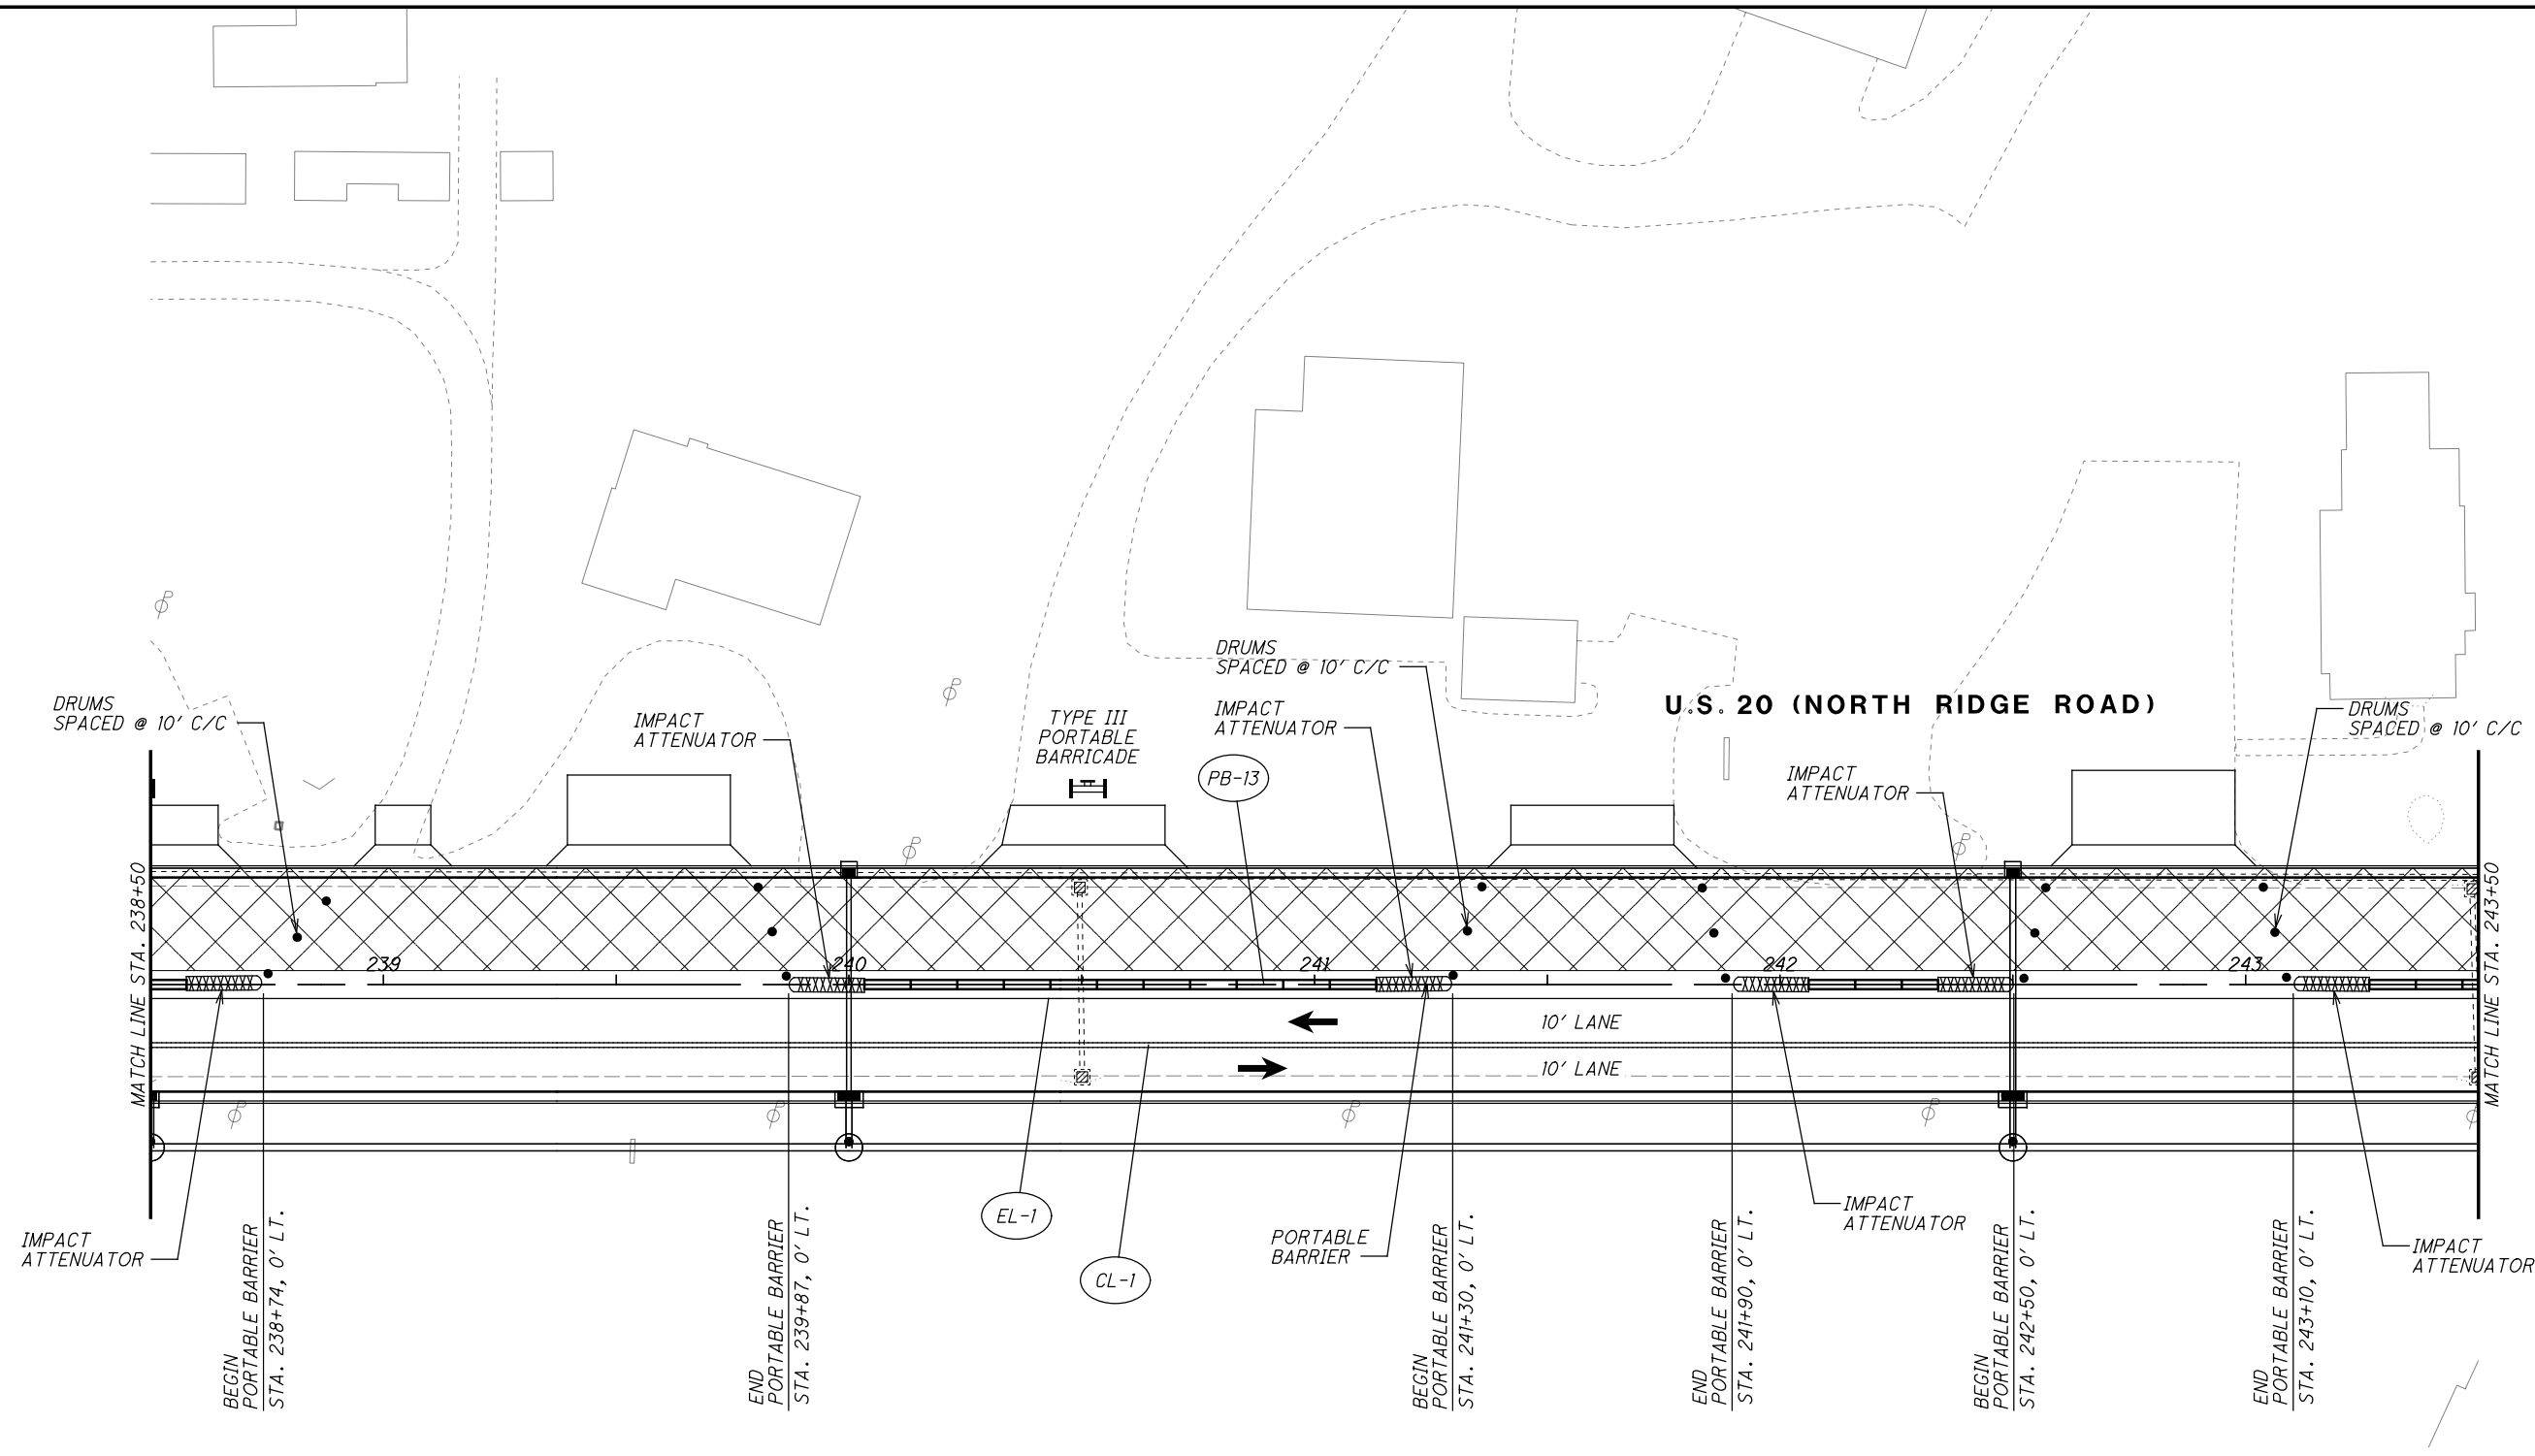 DRUMS
SPACED @ 10' C/C
IMPACT
ATTENUATOR
TYPE III
PORTABLE
BARRICADE
DRUMS
SPACED @ 10' C/C
IMPACT
ATTENUATOR
PB-13
U.S. 20 (NORTH RIDGE ROAD)
IMPACT
ATTENUATOR
DRUMS
SPACED @ 10' C/C
MATCH LINE STA. 238+50
239
240
241
242
243
MATCH LINE STA. 243+50
10' LANE
10' LANE
IMPACT
ATTENUATOR
BEGIN
PORTABLE BARRIER
STA. 238+74, 0' LT.
END
PORTABLE BARRIER
STA. 239+87, 0' LT.
EL-1
CL-1
PORTABLE
BARRIER
BEGIN
PORTABLE BARRIER
STA. 241+30, 0' LT.
END
PORTABLE BARRIER
STA. 241+90, 0' LT.
IMPACT
ATTENUATOR
BEGIN
PORTABLE BARRIER
STA. 242+50, 0' LT.
END
PORTABLE BARRIER
STA. 243+10, 0' LT.
IMPACT
ATTENUATOR